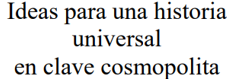 Ideas para una historia
universal
en clave cosmopolita